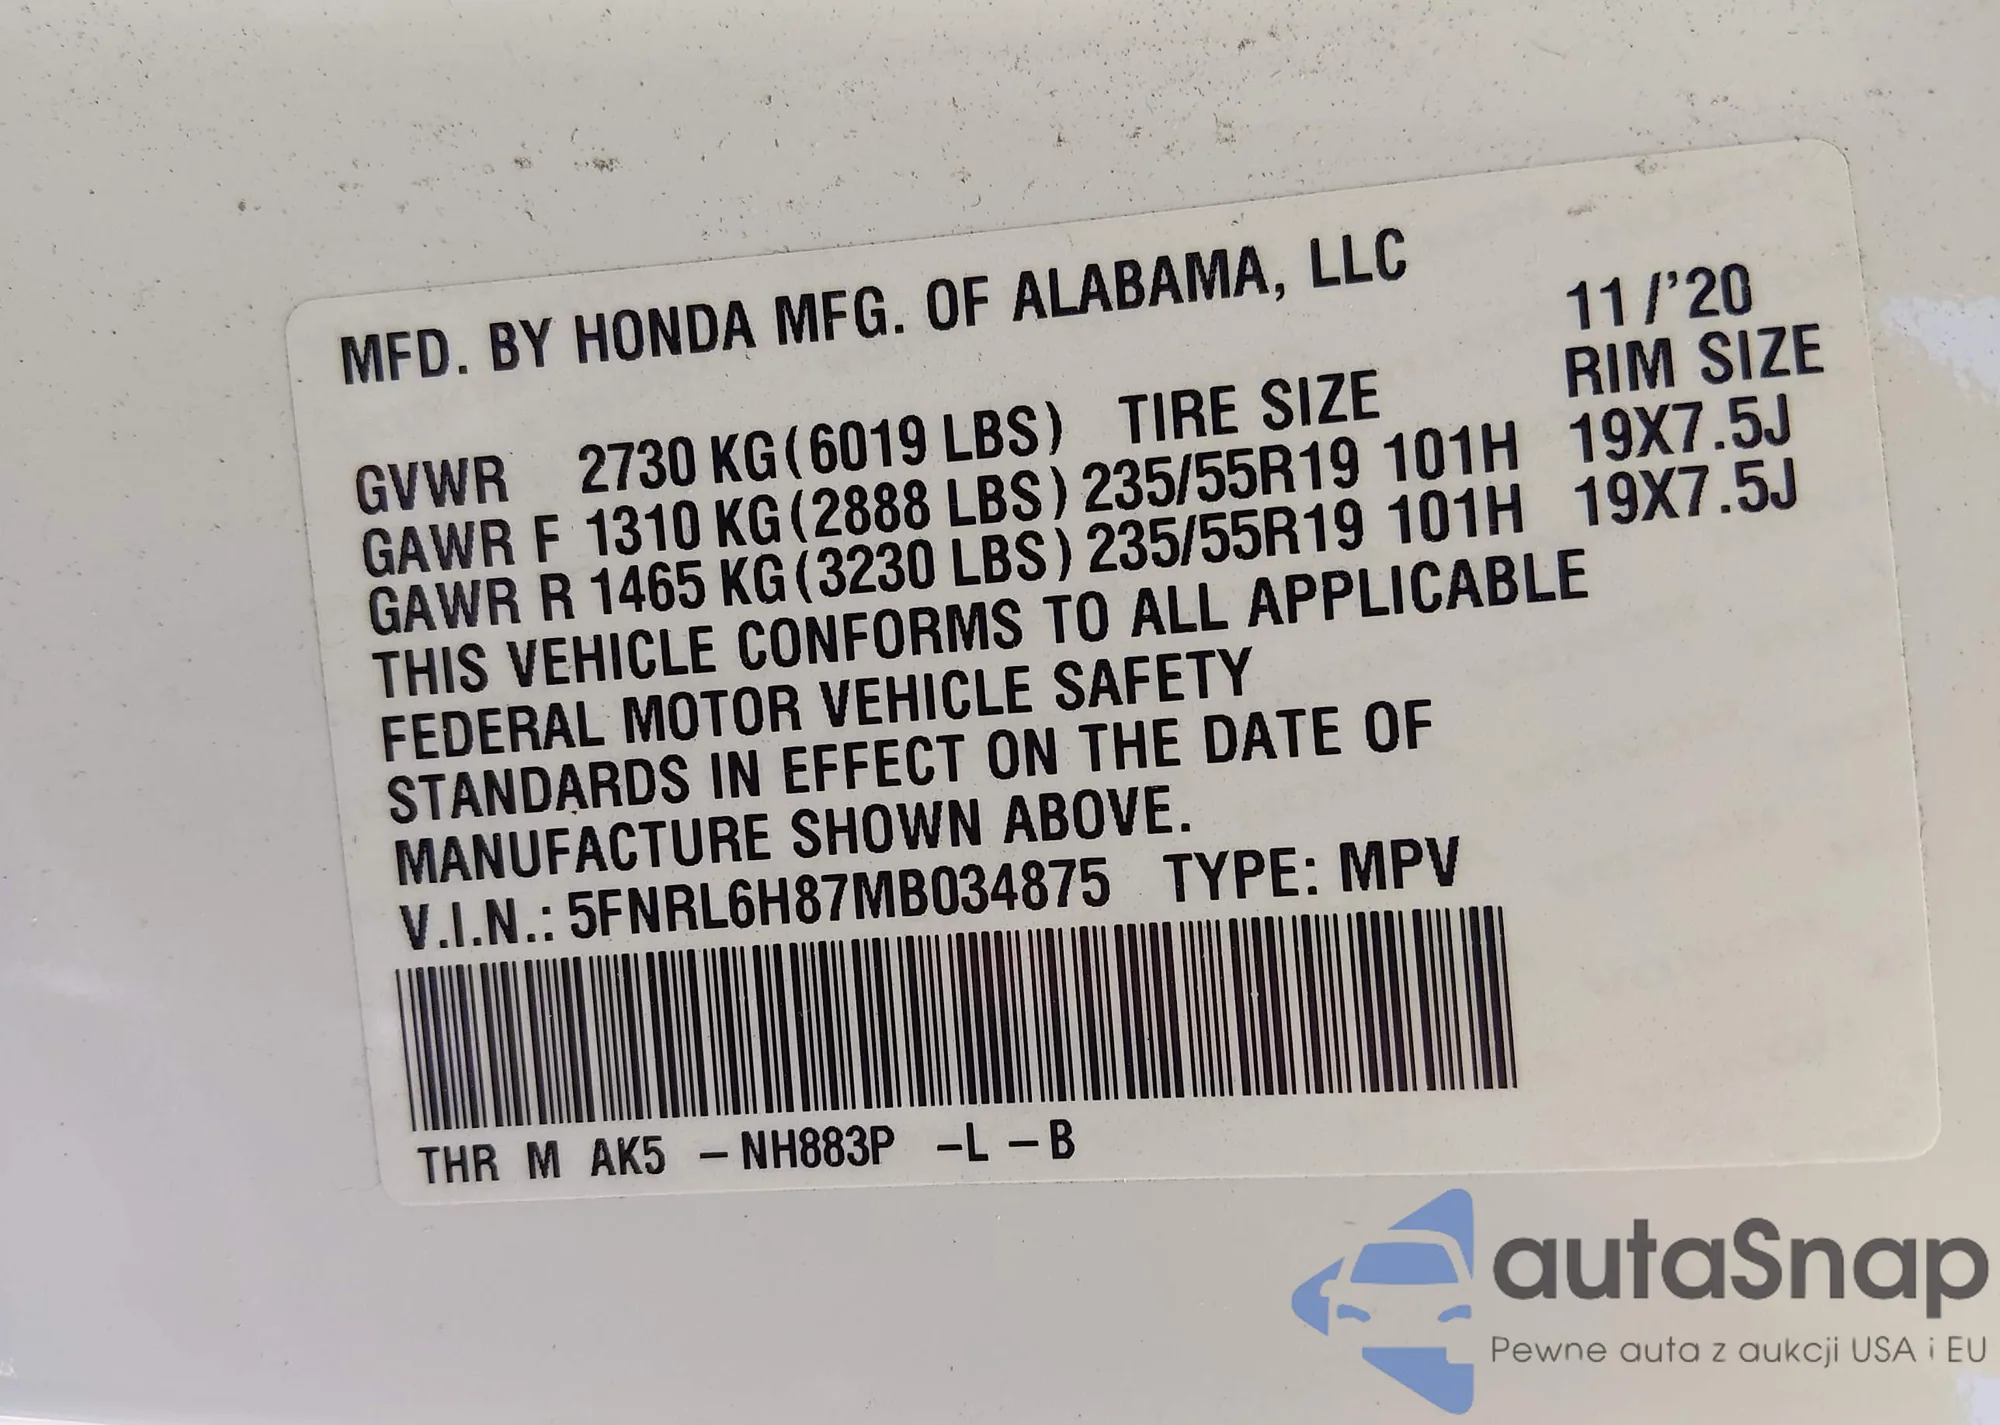 MFD. BY HONDA MFG. OF ALABAMA, LLC
11/'20
GVWR 2730 KG(6019 LBS) TIRE SIZE RIM SIZE
GAWR F 1310 KG(2888 LBS) 235/55R19 101H 19X7.5J
GAWR R 1465 KG(3230 LBS) 235/55R19 101H 19X7.5J
THIS VEHICLE CONFORMS TO ALL APPLICABLE
FEDERAL MOTOR VEHICLE SAFETY
STANDARDS IN EFFECT ON THE DATE OF
MANUFACTURE SHOWN ABOVE.
V.I.N.: 5FNRL6H87MB034875 TYPE: MPV
THR M AK5 –NH883P –L –B
autaSnap
Pewne auta z aukcji USA i EU